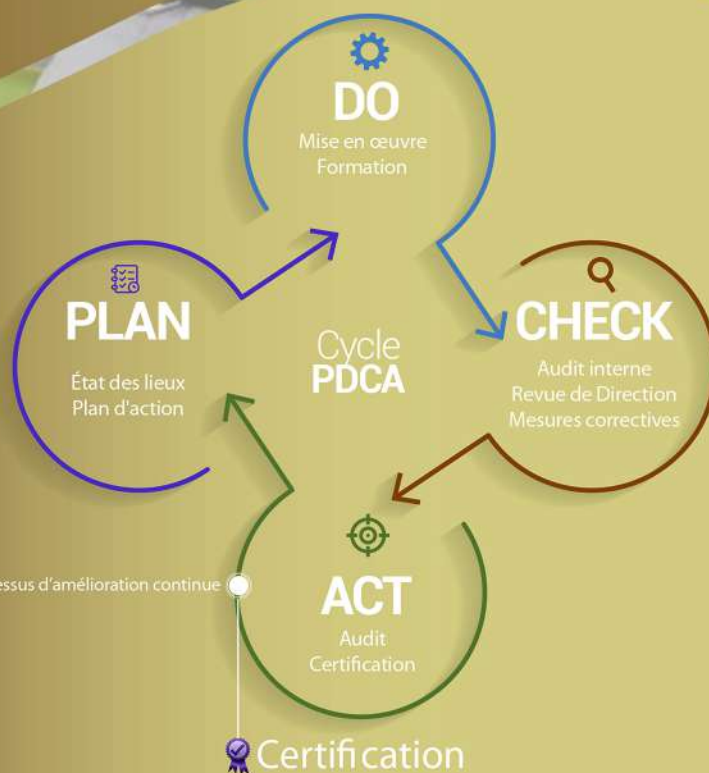 DO
Mise en œuvre
Formation
PLAN
État des lieux
Plan d'action
Cycle
PDCA
CHECK
Audit interne
Revue de Direction
Mesures correctives
d'amélioration continue
ACT
Audit
Certification
Certification